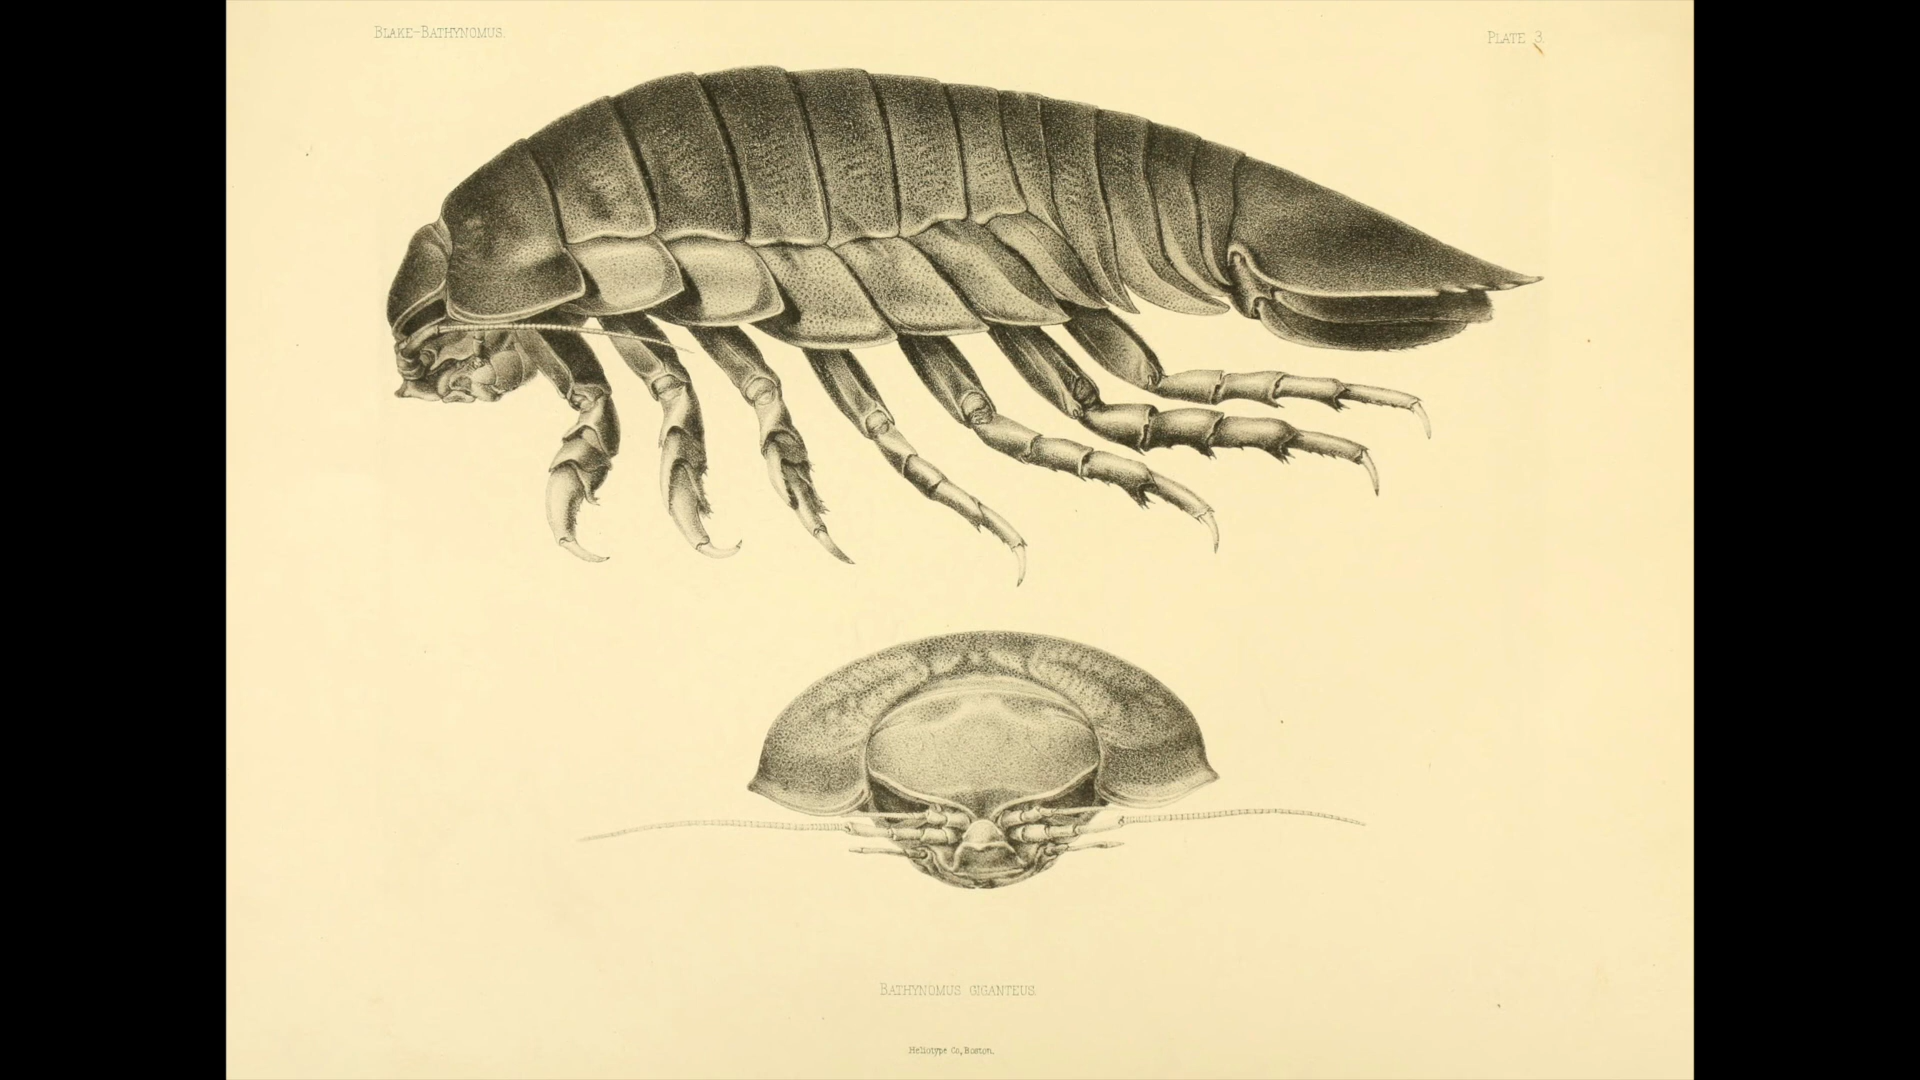 BLAKE-BATHYNOMUS.
PLATE 3.
BATHYNOMUS GIGANTEUS.
Heliotype Co, Boston.